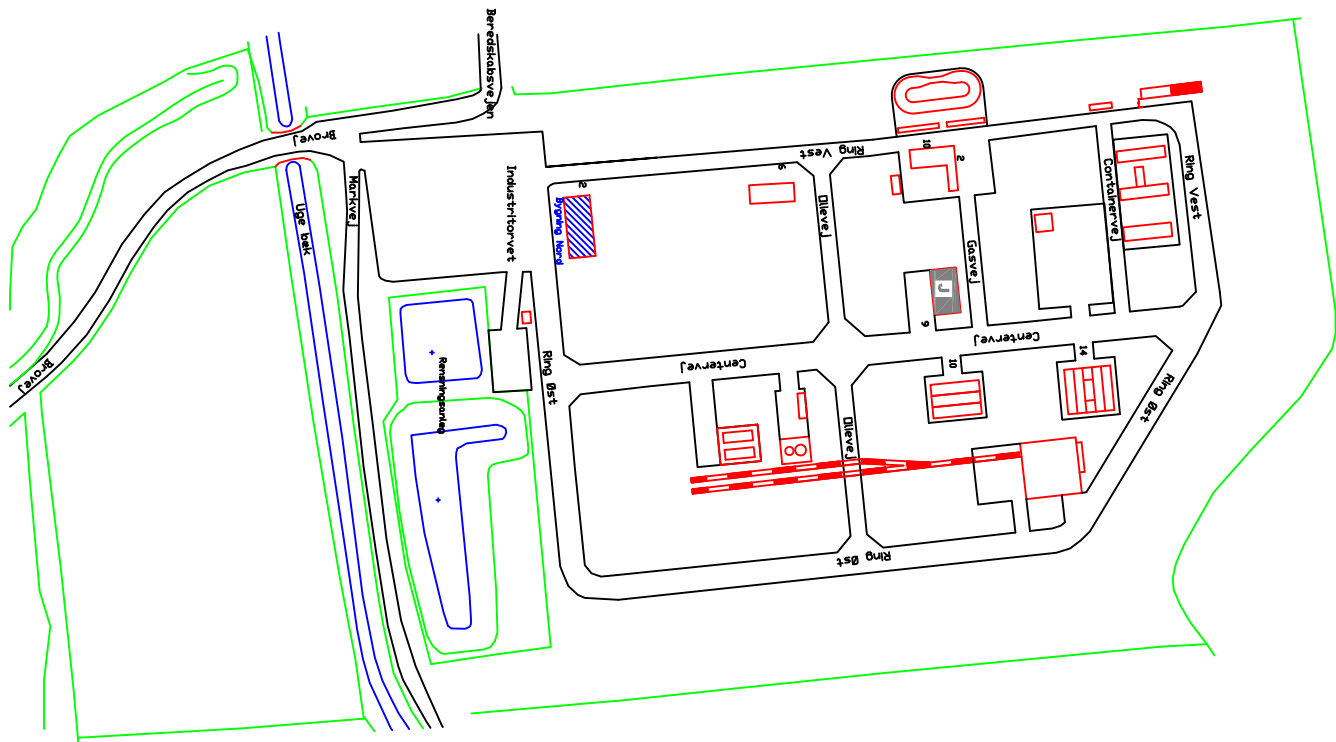 Beredskabsvejen
Brovej
Ring Vest
10
2
6
Industritorvet
2
Bygning Nord
Containervej
Ring Vest
Markvej
Uge bæk
Olievej
Gasvej
J
9
Centervej
Centervej
14
10
Brovej
Rensningsanlæg
Ring Øst
Ring Øst
Olievej
Ring Øst